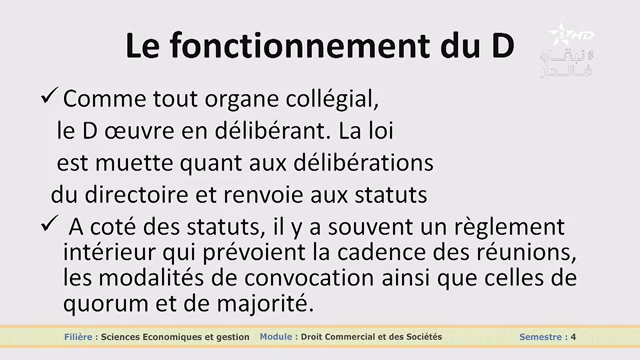 Le fonctionnement du D
HD
#نبقاو
فالدار
✓ Comme tout organe collégial,
le D œuvre en délibérant. La loi
est muette quant aux délibérations
du directoire et renvoie aux statuts
✓ A coté des statuts, il y a souvent un règlement
intérieur qui prévoient la cadence des réunions,
les modalités de convocation ainsi que celles de
quorum et de majorité.
Filière : Sciences Economiques et gestion Module : Droit Commercial et des Sociétés Semestre : 4